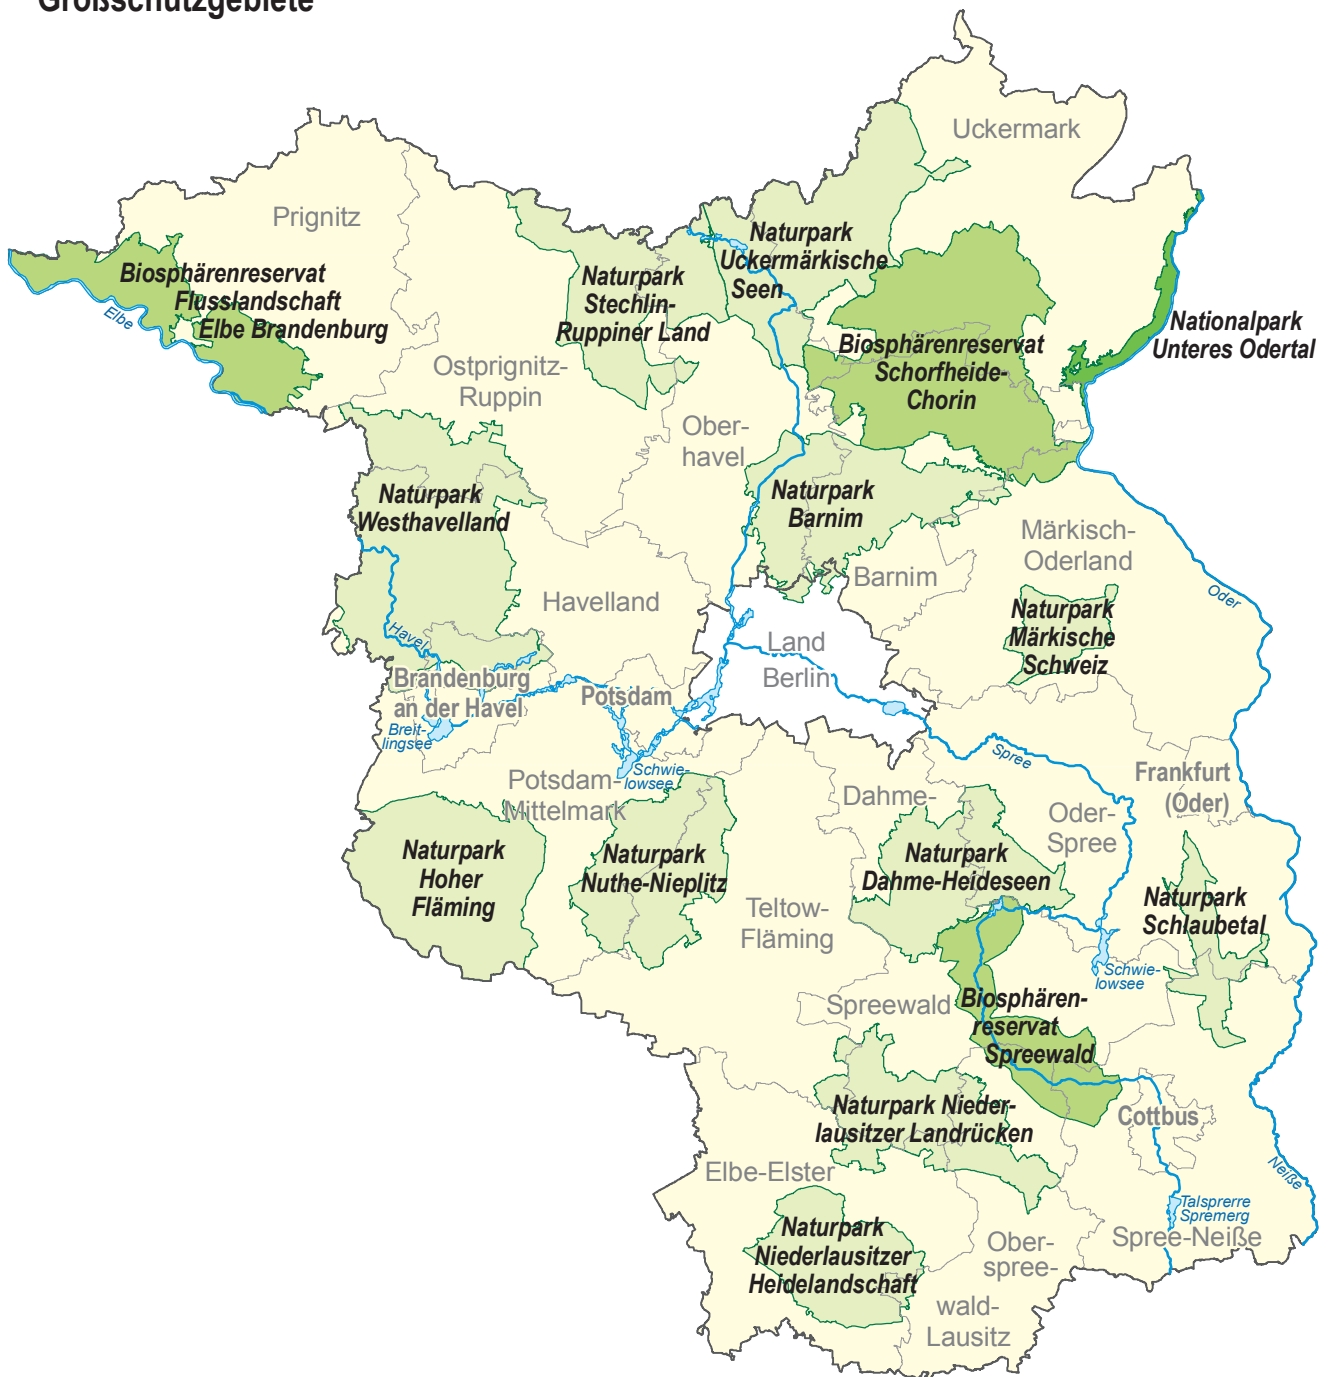 Großschutzgebiete
Uckermark
Prignitz
Naturpark
Uckermärkische
Seen
Biosphärenreservat
Flusslandschaft
Elbe Brandenburg
Elbe
Naturpark
Stechlin-
Ruppiner Land
Nationalpark
Unteres Odertal
Biosphärenreservat
Schorfheide-
Chorin
Ostprignitz-
Ruppin
Ober-
havel
Naturpark
Westhavelland
Naturpark
Barnim
Märkisch-
Oderland
Barnim
Havelland
Oder
Naturpark
Märkische
Schweiz
Havel
Land
Berlin
Brandenburg
an der Havel
Potsdam
Breit-
lingsee
Spree
Schwie-
lowsee
Frankfurt
(Oder)
Potsdam-
Mittelmark
Dahme-
Oder-
Spree
Naturpark
Hoher
Fläming
Naturpark
Nuthe-Nieplitz
Naturpark
Dahme-Heideseen
Naturpark
Schlaubetal
Teltow-
Fläming
Schwie-
lowsee
Spreewald
Biosphären-
reservat
Spreewald
Naturpark Nieder-
lausitzer Landrücken
Cottbus
Elbe-Elster
Neiße
Talsprerre
Spremerg
Naturpark
Niederlausitzer
Heidelandschaft
Spree-Neiße
Ober-
spree-
wald-
Lausitz